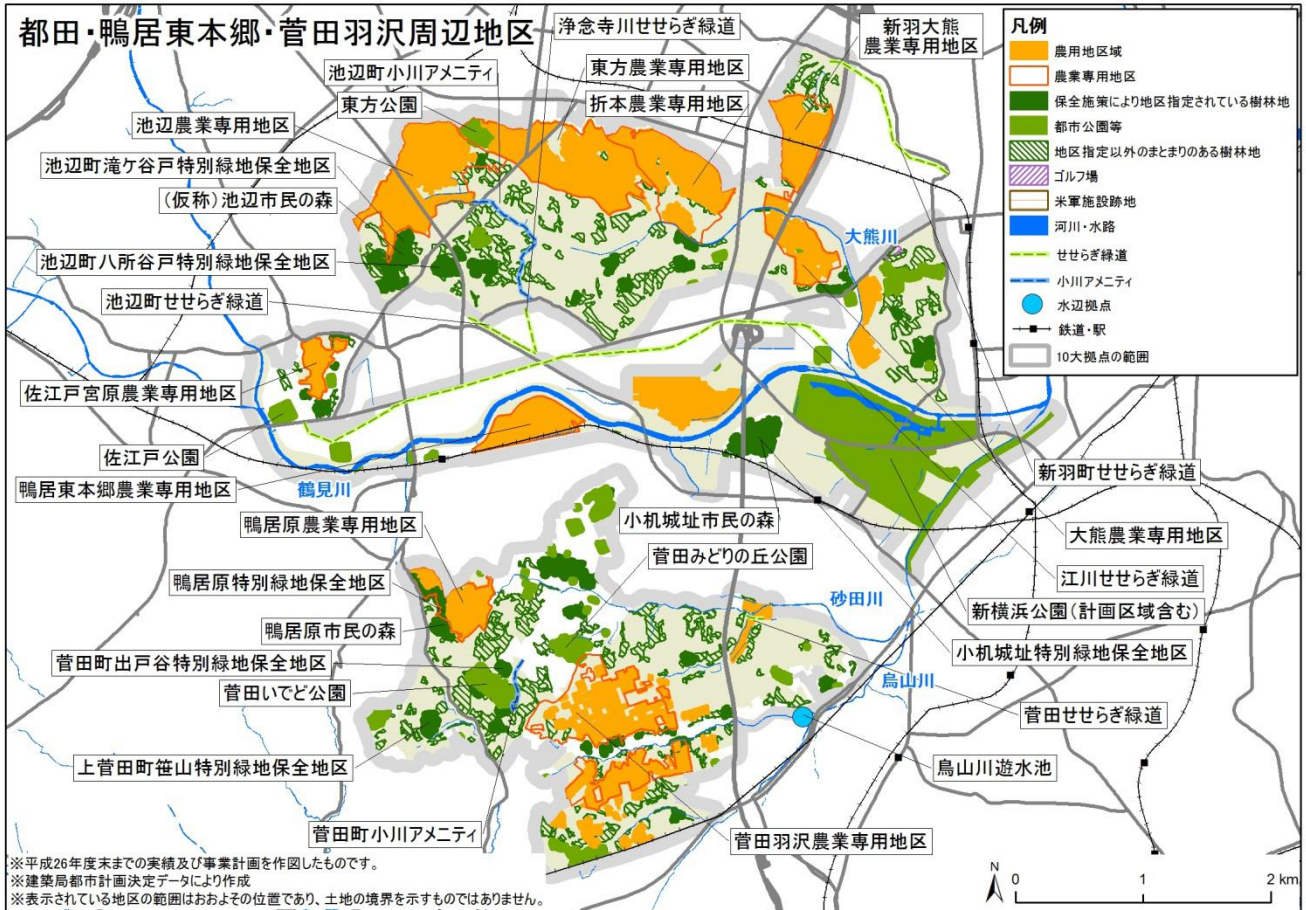 都田・鴨居東本郷・菅田羽沢周辺地区
浄念寺川せせらぎ緑道
新羽大熊
農業専用地区
池辺町小川アメニティ
東方農業専用地区
東方公園
折本農業専用地区
池辺農業専用地区
池辺町滝ケ谷戸特別緑地保全地区
(仮称)池辺市民の森
池辺町八所谷戸特別緑地保全地区
大熊川
池辺町せせらぎ緑道
佐江戸宮原農業専用地区
佐江戸公園
鴨居東本郷農業専用地区
鶴見川
鴨居原農業専用地区
小机城址市民の森
菅田みどりの丘公園
鴨居原特別緑地保全地区
鴨居原市民の森
砂田川
菅田町出戸谷特別緑地保全地区
菅田いでど公園
鳥山川
上菅田町笹山特別緑地保全地区
菅田町小川アメニティ
菅田羽沢農業専用地区
新羽町せせらぎ緑道
大熊農業専用地区
江川せせらぎ緑道
新横浜公園(計画区域含む)
小机城址特別緑地保全地区
菅田せせらぎ緑道
鳥山川遊水池
凡例
農用地区域
農業専用地区
保全施策により地区指定されている樹林地
都市公園等
地区指定以外のまとまりのある樹林地
ゴルフ場
米軍施設跡地
河川・水路
せせらぎ緑道
小川アメニティ
水辺拠点
鉄道・駅
10大拠点の範囲
※平成26年度末までの実績及び事業計画を作図したものです。
※建築局都市計画決定データにより作成
※表示されている地区の範囲はおおよその位置であり、土地の境界を示すものではありません。
N
0 1 2 km